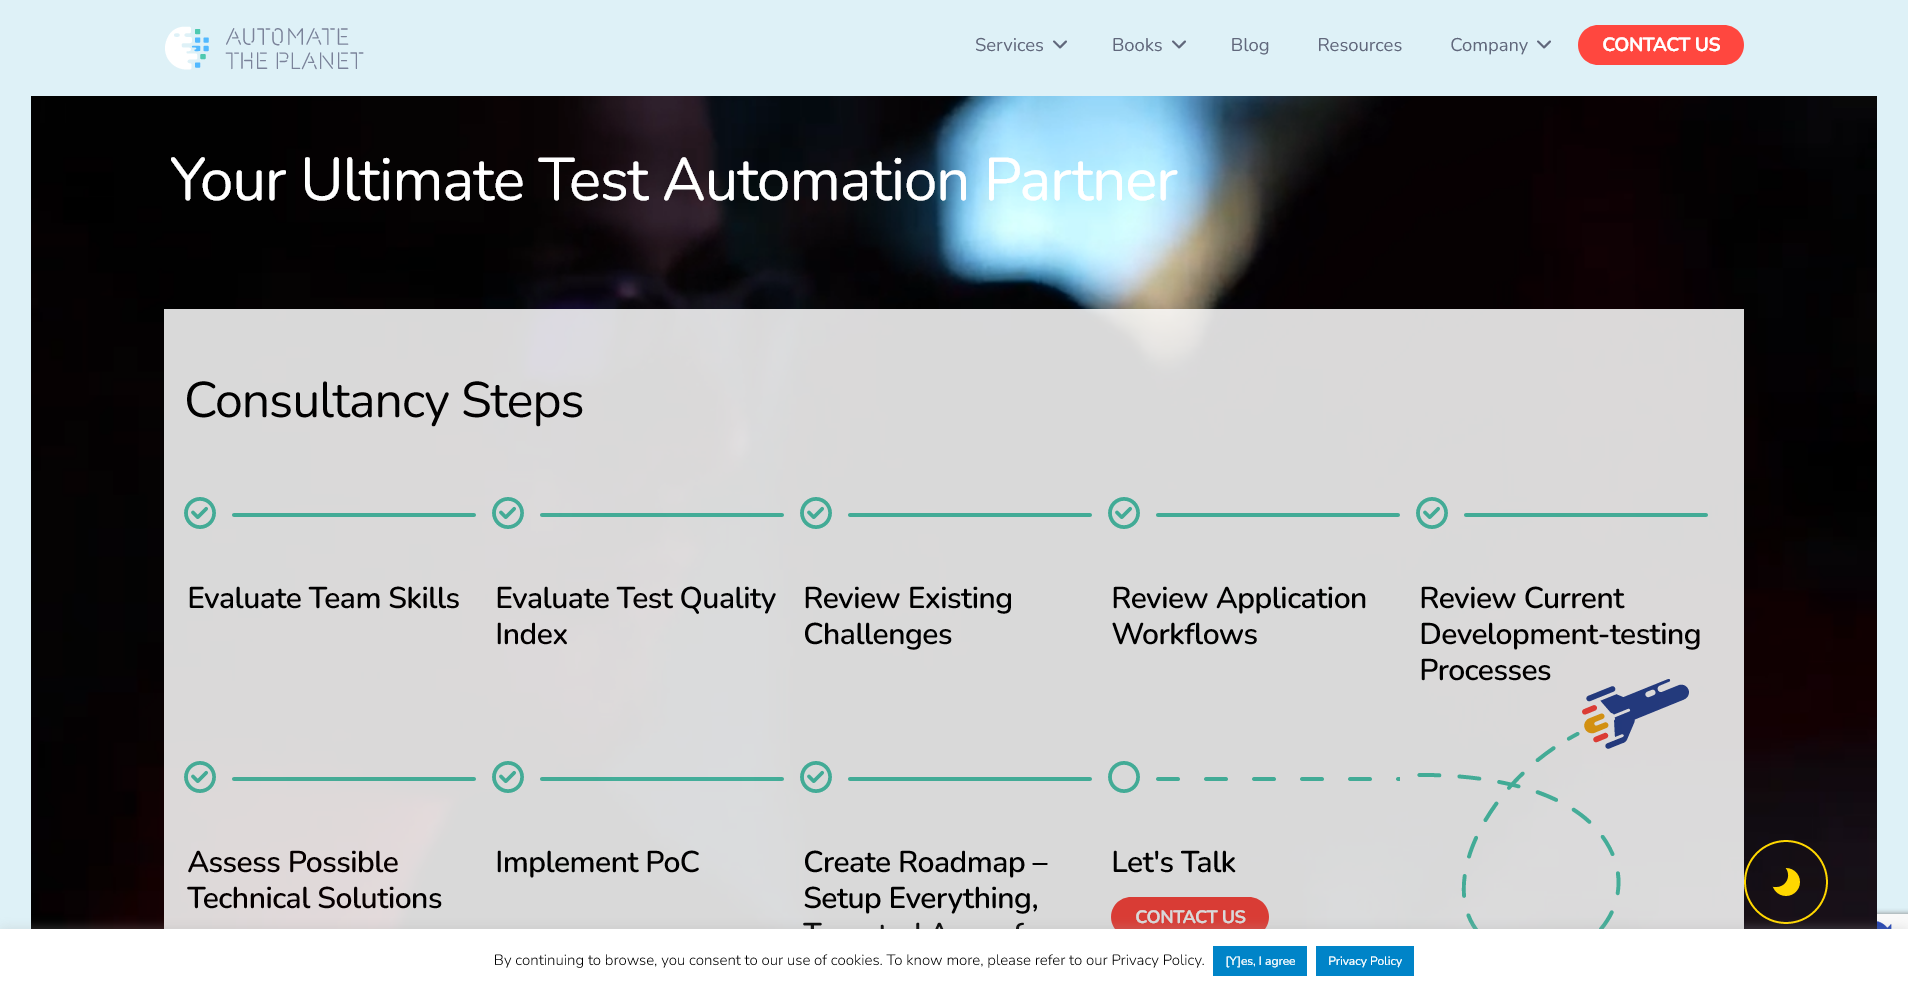 AUTOMATE
THE PLANET
Services
Books
Blog
Resources
Company
CONTACT US
Your Ultimate Test Automation Partner
Consultancy Steps
Evaluate Team Skills
Evaluate Test Quality
Index
Review Existing
Challenges
Review Application
Workflows
Review Current
Development-testing
Processes
Assess Possible
Technical Solutions
Implement PoC
Create Roadmap –
Setup Everything,
Let's Talk
CONTACT US
By continuing to browse, you consent to our use of cookies. To know more, please refer to our Privacy Policy.
[Y]es, I agree
Privacy Policy